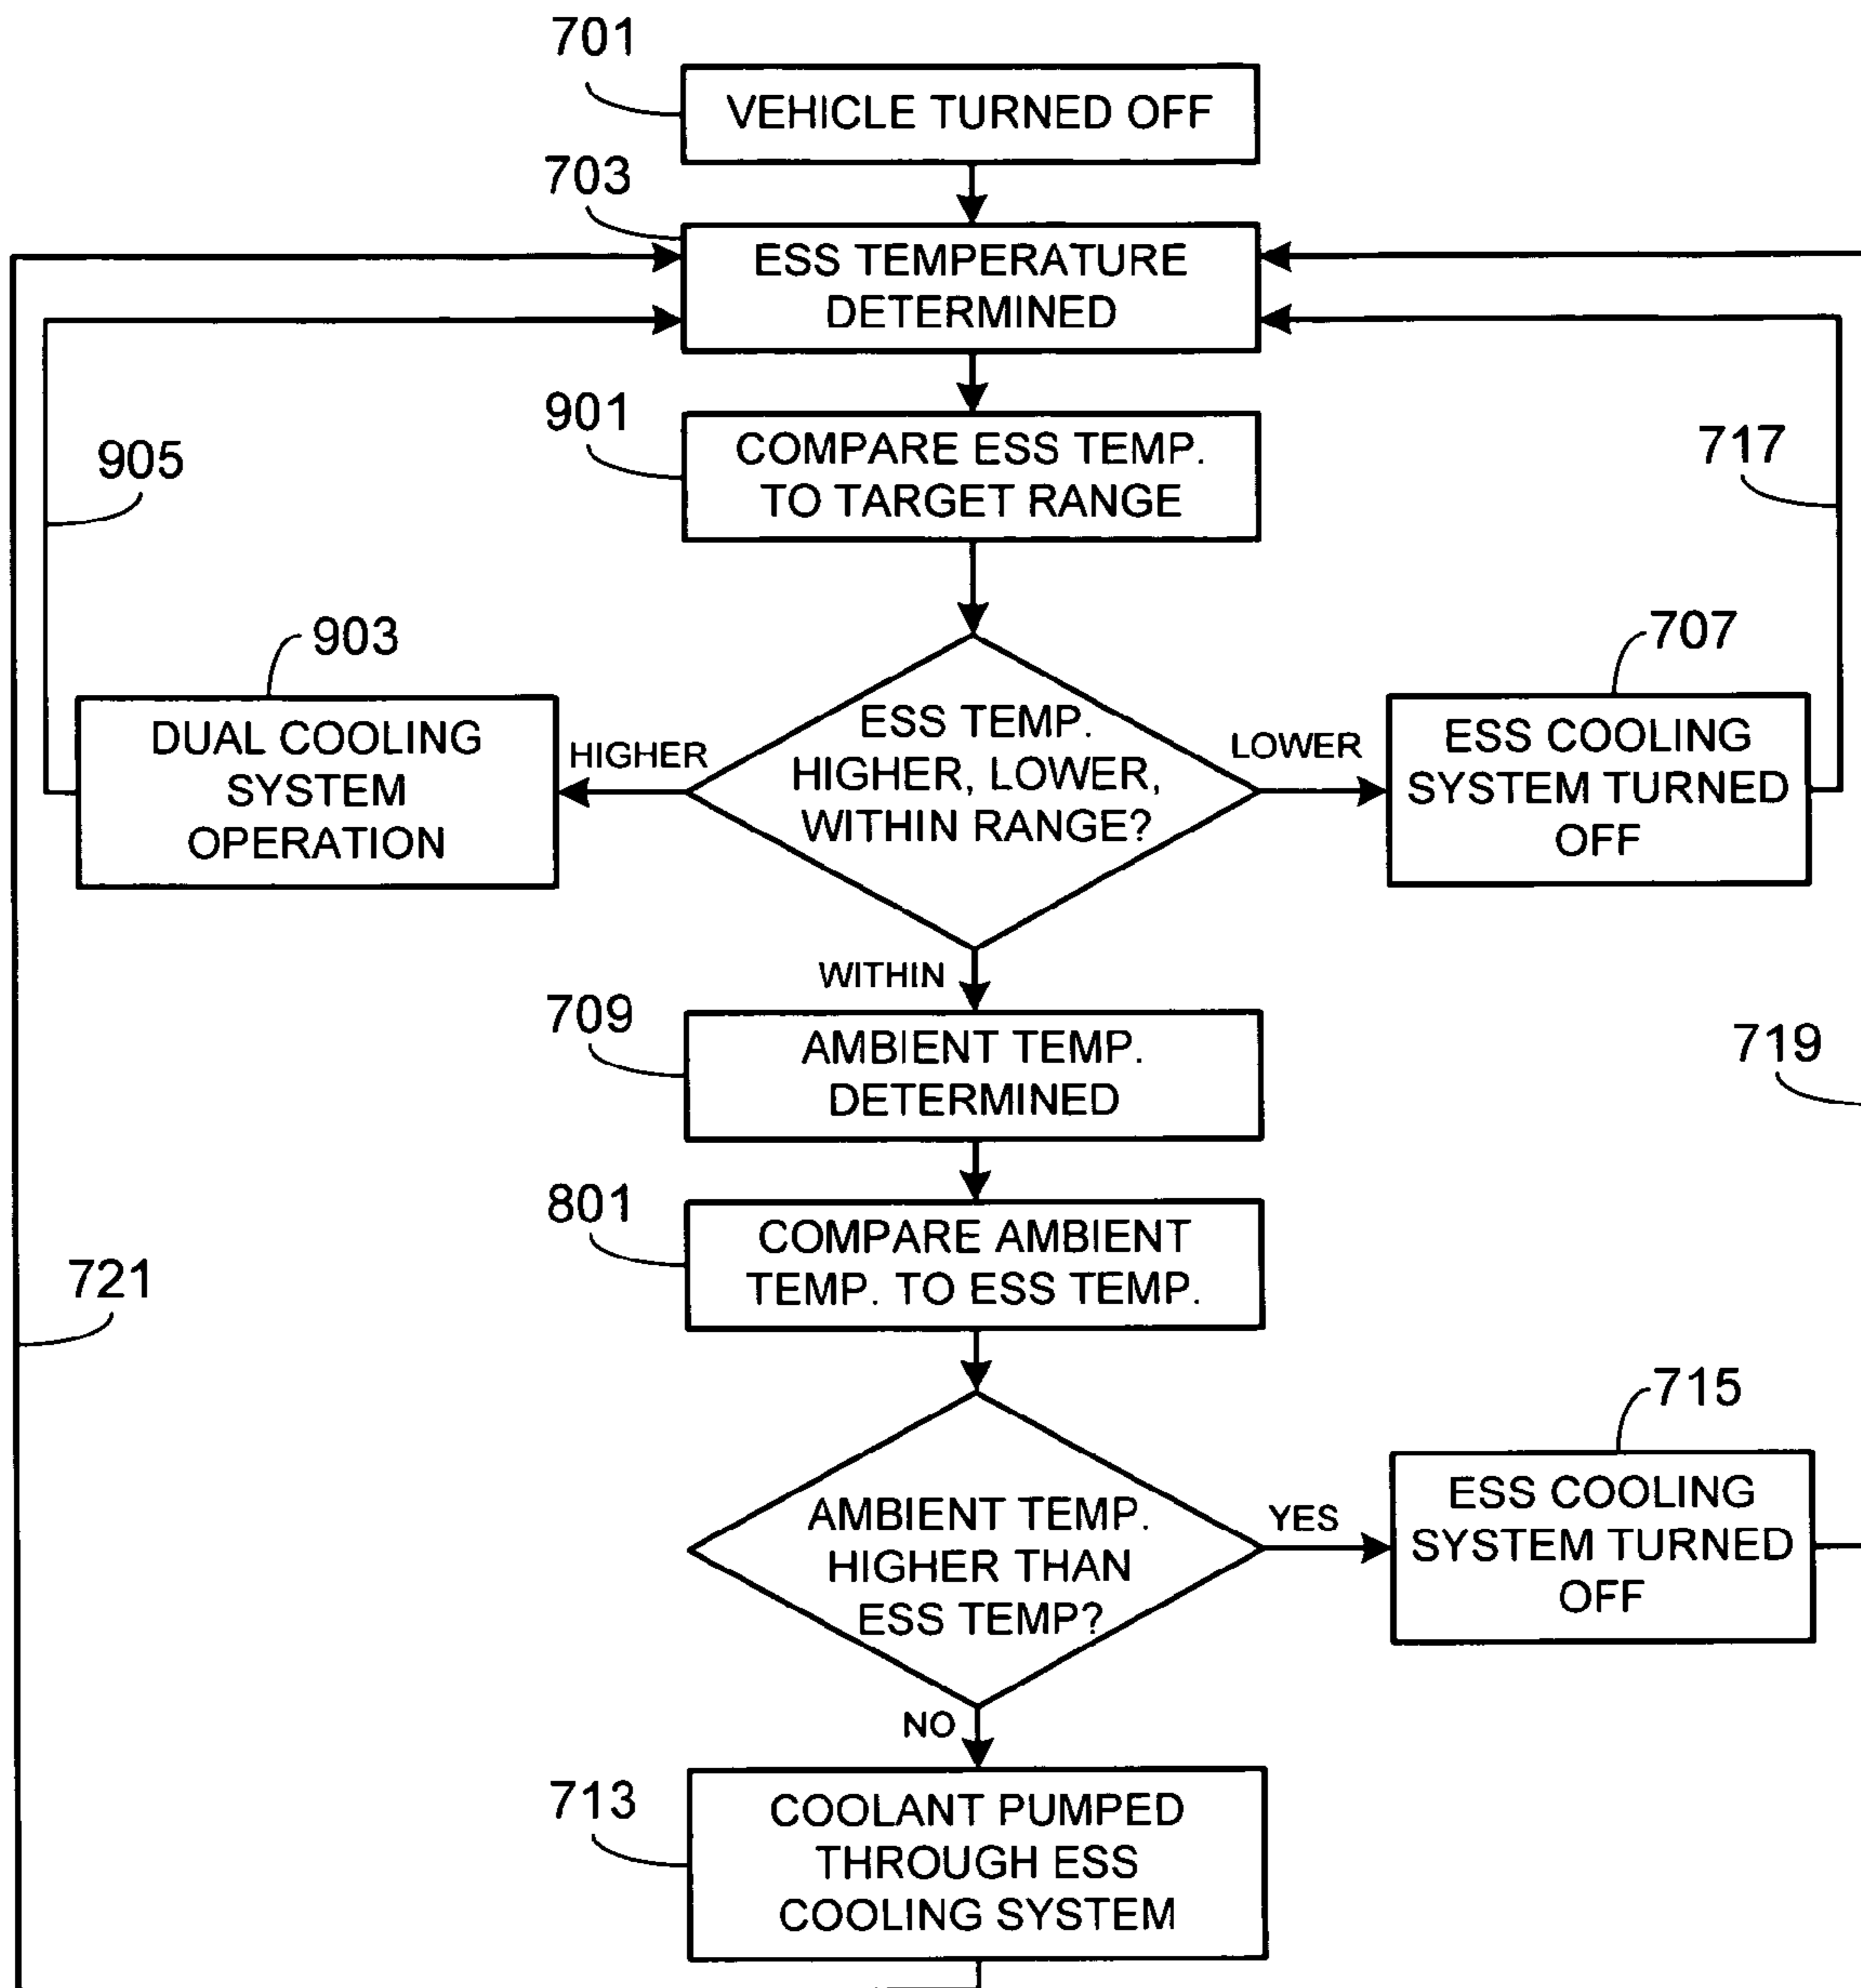 701
VEHICLE TURNED OFF
703
ESS TEMPERATURE
DETERMINED
901
COMPARE ESS TEMP.
TO TARGET RANGE
905
717
903
DUAL COOLING
SYSTEM
OPERATION
HIGHER
ESS TEMP.
HIGHER, LOWER,
WITHIN RANGE?
LOWER
707
ESS COOLING
SYSTEM TURNED
OFF
WITHIN
709
AMBIENT TEMP.
DETERMINED
719
801
COMPARE AMBIENT
TEMP. TO ESS TEMP.
721
AMBIENT TEMP.
HIGHER THAN
ESS TEMP?
YES
715
ESS COOLING
SYSTEM TURNED
OFF
NO
713
COOLANT PUMPED
THROUGH ESS
COOLING SYSTEM